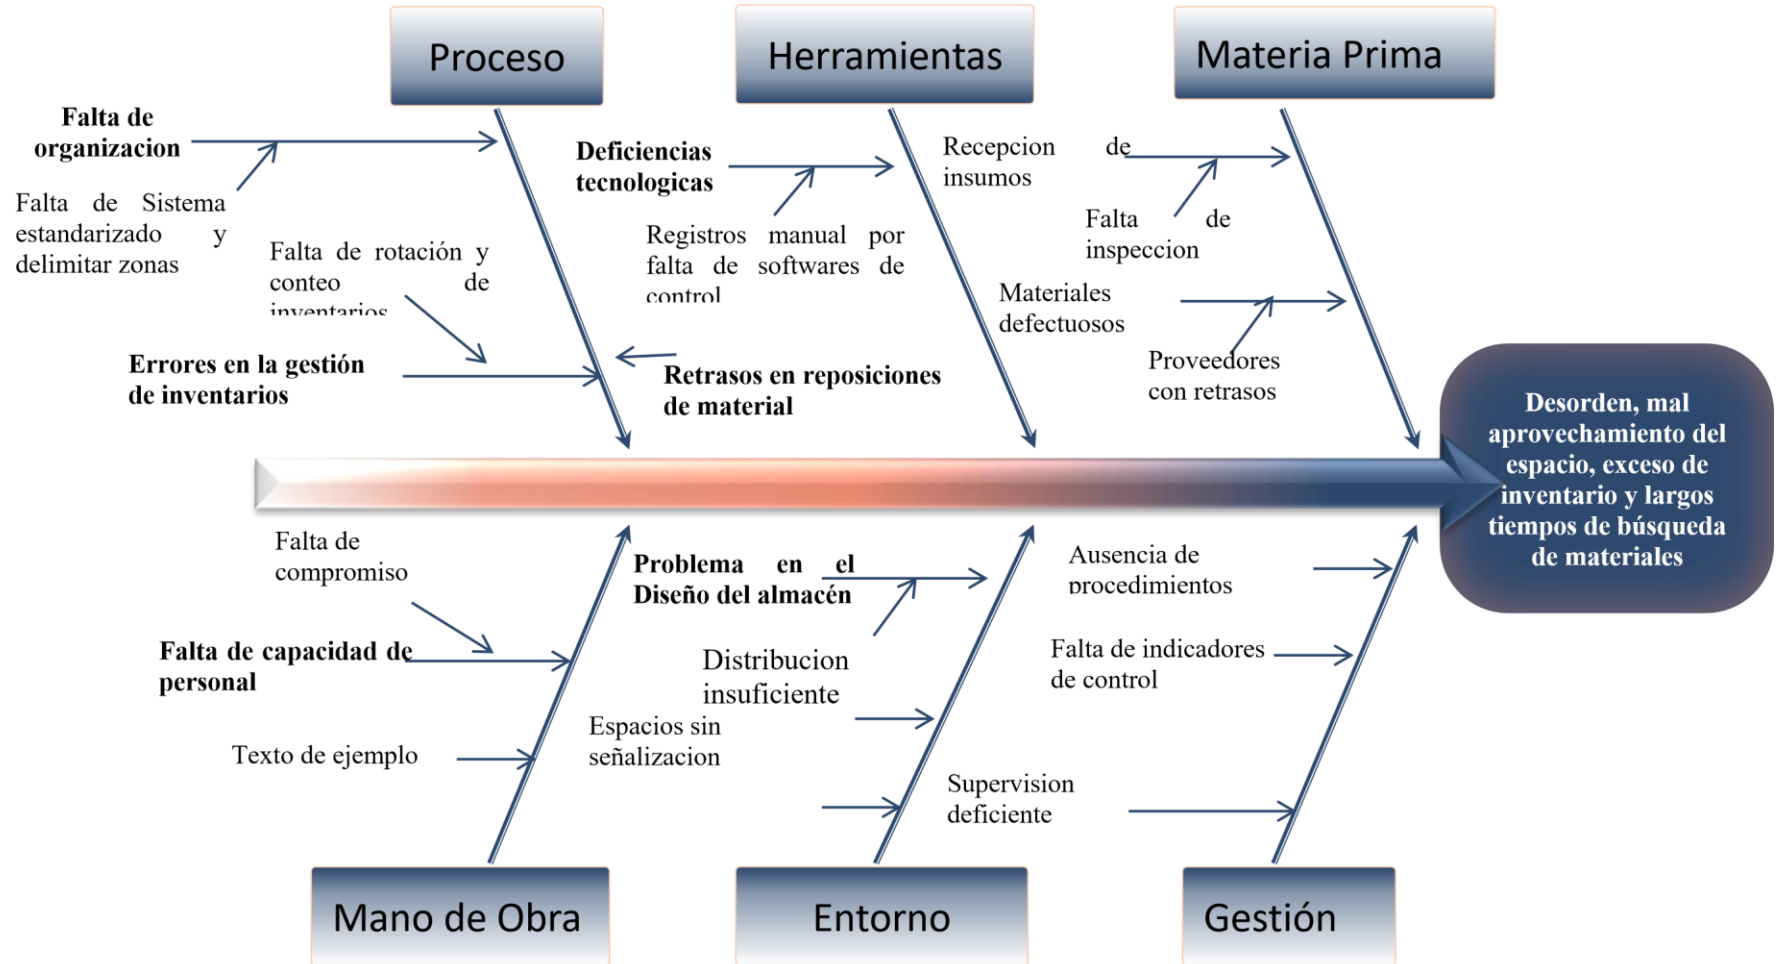 Proceso
Herramientas
Materia Prima
Falta de
organizacion
Falta de Sistema
estandarizado y
delimitar zonas
Falta de rotación y
conteo de
inventarios
Errores en la gestión
de inventarios
Deficiencias
tecnologicas
Registros manual por
falta de softwares de
control
Retrasos en reposiciones
de material
Recepcion de
insumos
Falta de
inspeccion
Materiales
defectuosos
Proveedores
con retrasos
Desorden, mal
aprovechamiento del
espacio, exceso de
inventario y largos
tiempos de búsqueda
de materiales
Falta de
compromiso
Falta de capacidad de
personal
Texto de ejemplo
Problema en el
Diseño del almacén
Distribucion
insuficiente
Espacios sin
señalizacion
Ausencia de
procedimientos
Falta de indicadores
de control
Supervision
deficiente
Mano de Obra
Entorno
Gestión